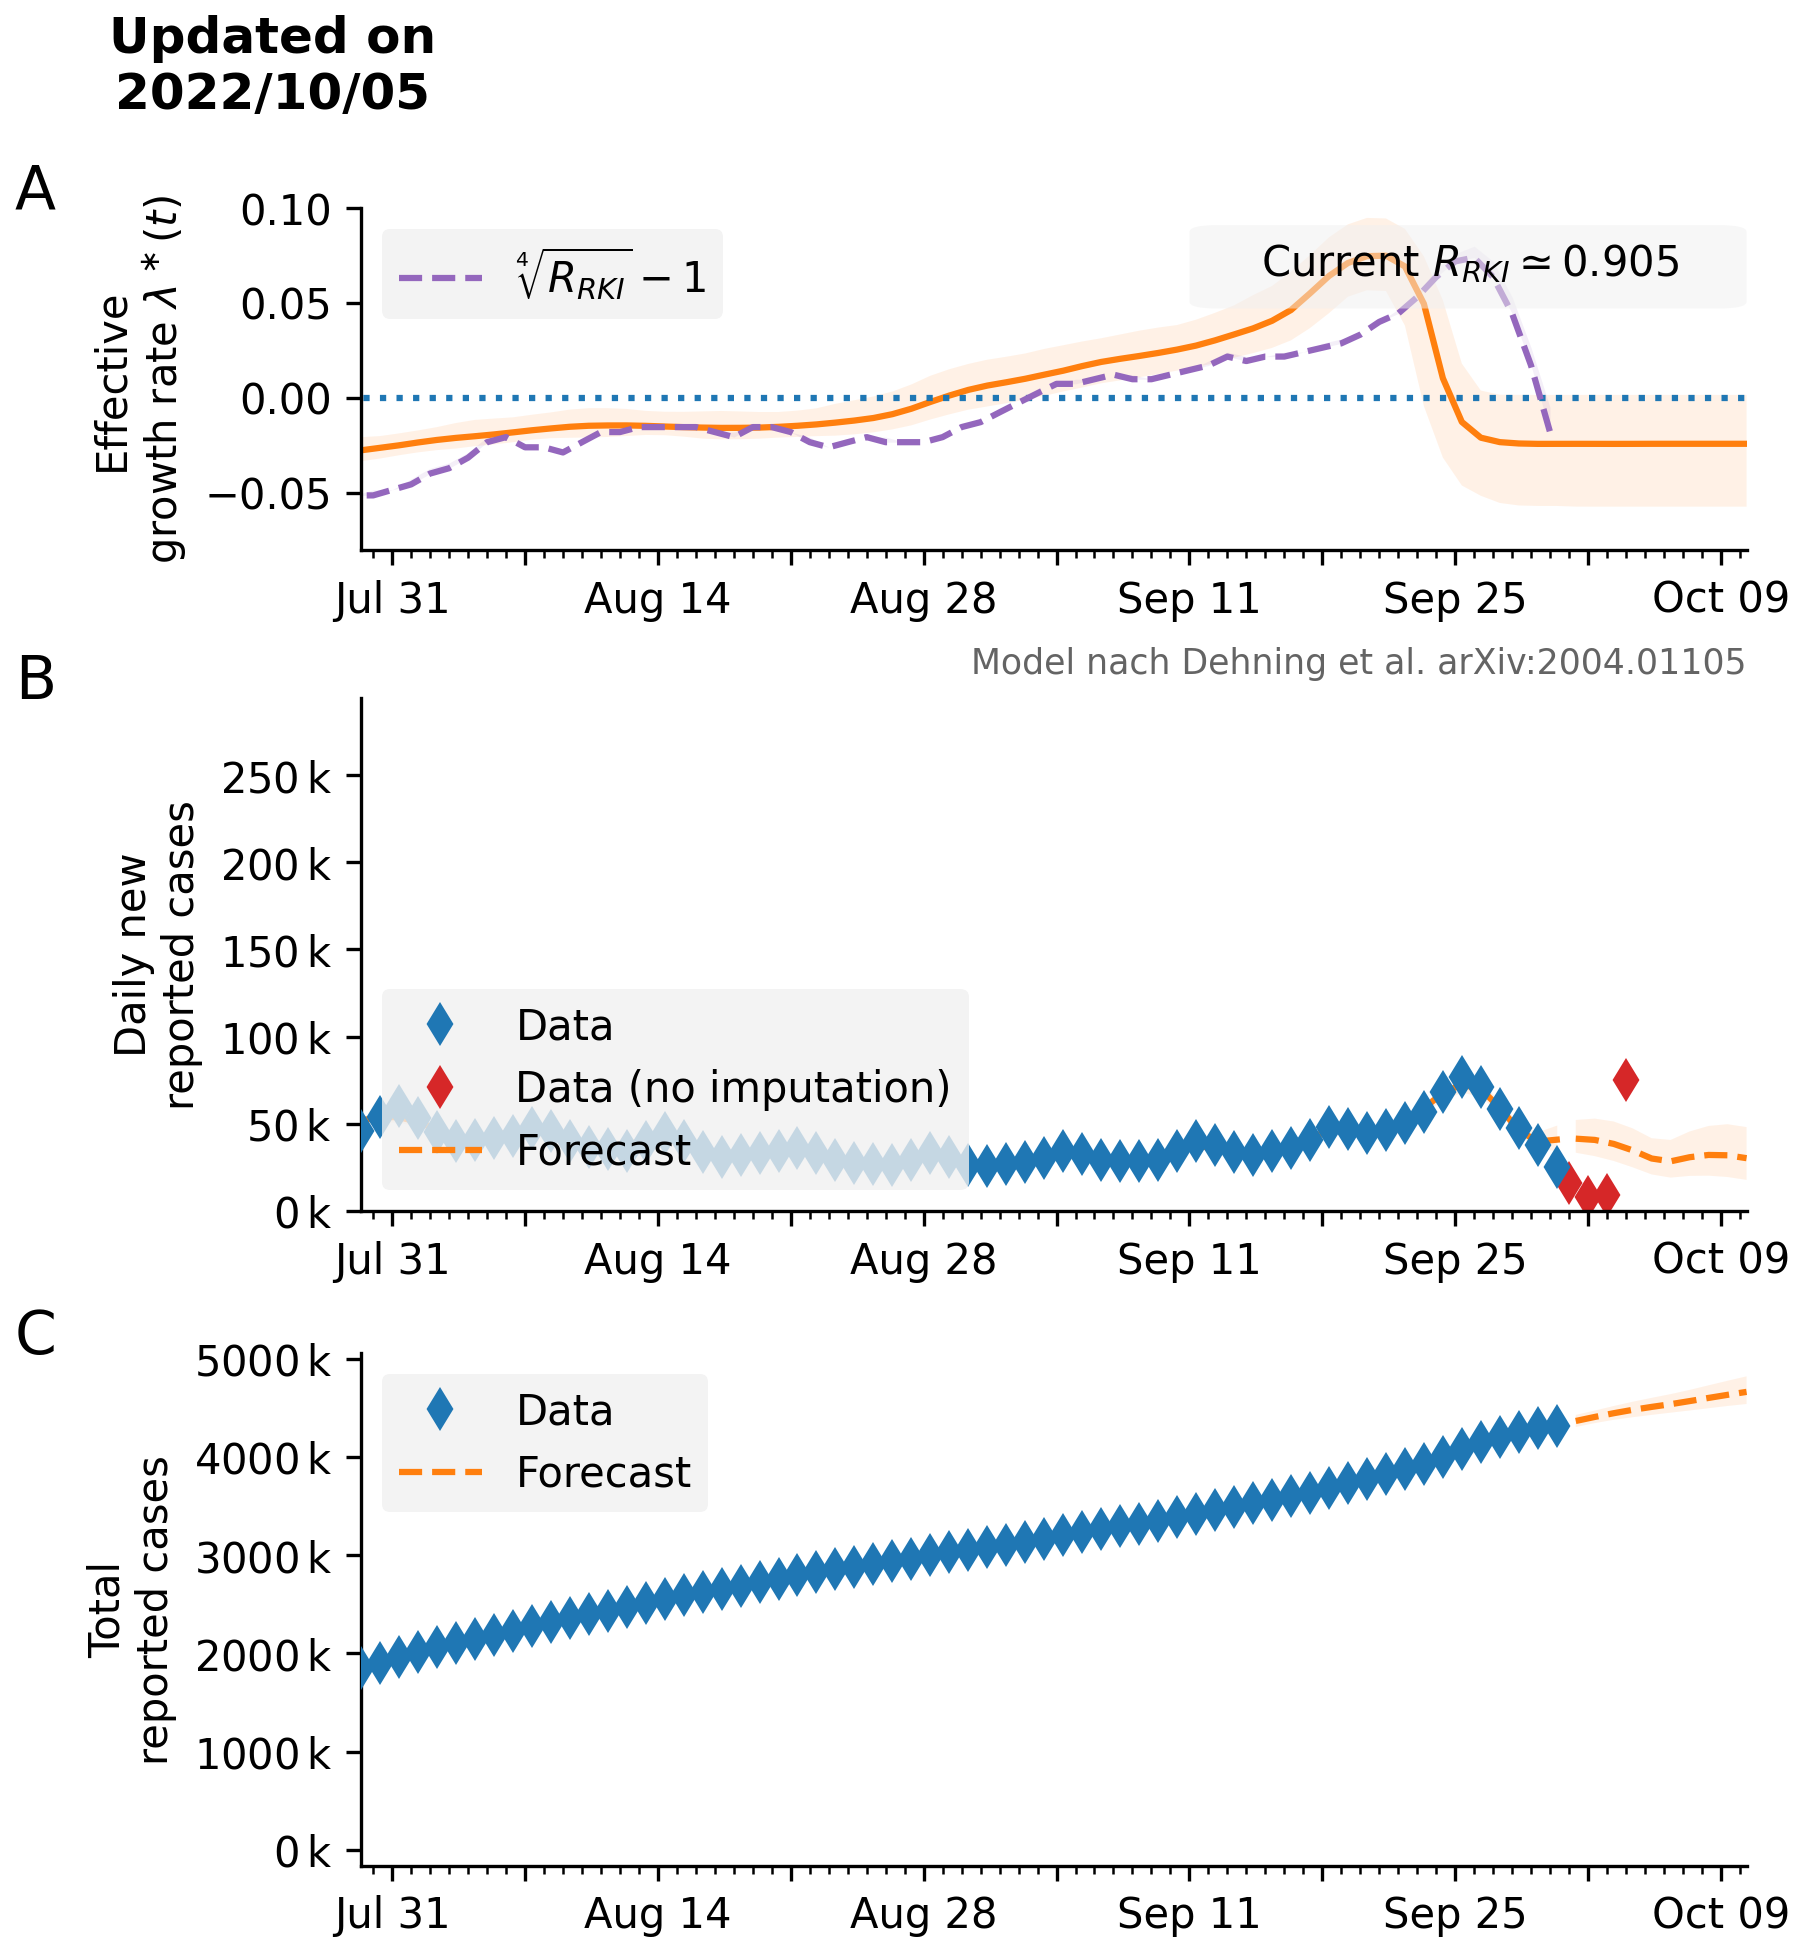 Updated on
2022/10/05
A
Effective
growth rate λ * (t)
0.10
0.05
0.00
−0.05
∜R_RKI − 1
Current R_RKI ≃ 0.905
Jul 31 Aug 14 Aug 28 Sep 11 Sep 25 Oct 09
B
Model nach Dehning et al. arXiv:2004.01105
Daily new
reported cases
250 k
200 k
150 k
100 k
50 k
0 k
Data
Data (no imputation)
Forecast
Jul 31 Aug 14 Aug 28 Sep 11 Sep 25 Oct 09
C
Total
reported cases
5000 k
4000 k
3000 k
2000 k
1000 k
0 k
Data
Forecast
Jul 31 Aug 14 Aug 28 Sep 11 Sep 25 Oct 09